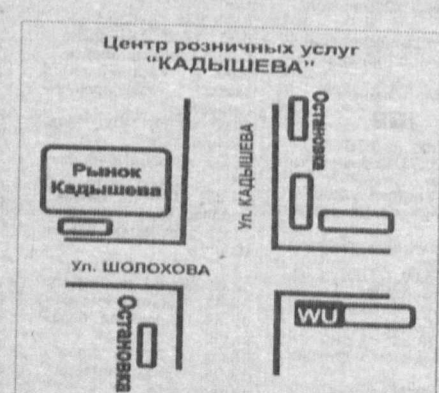 Центр розничных услуг
“КАДЫШЕВА”
Остановка
Ул. КАДЫШЕВА
Рынок
Кадышева
Ул. ШОЛОХОВА
Остановка
WU